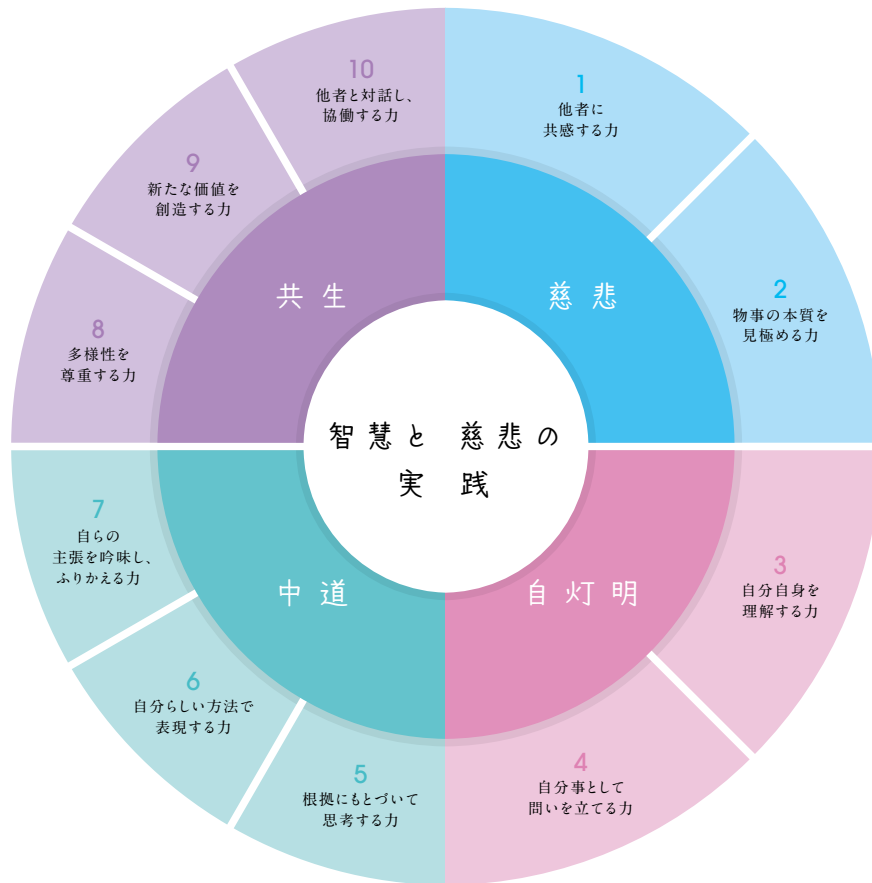 智慧と 慈悲の
実 践
慈悲
1
他者に
共感する力
2
物事の本質を
見極める力
自灯明
3
自分自身を
理解する力
4
自分事として
問いを立てる力
中道
5
根拠にもとづいて
思考する力
6
自分らしい方法で
表現する力
7
自らの
主張を吟味し、
ふりかえる力
共生
8
多様性を
尊重する力
9
新たな価値を
創造する力
10
他者と対話し、
協働する力